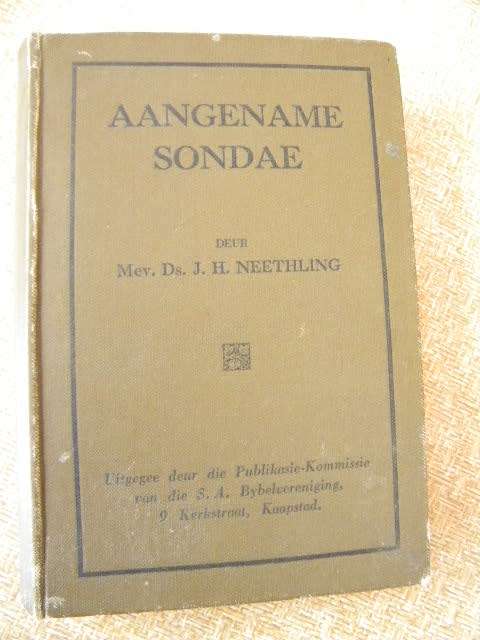 AANGENAME
SONDAE
DEUR
Mev. Ds. J. H. NEETHLING
Uitgegee deur die Publikasie-Kommissie
van die S. A. Bybelvereniging,
9 Kerkstraat, Kaapstad.